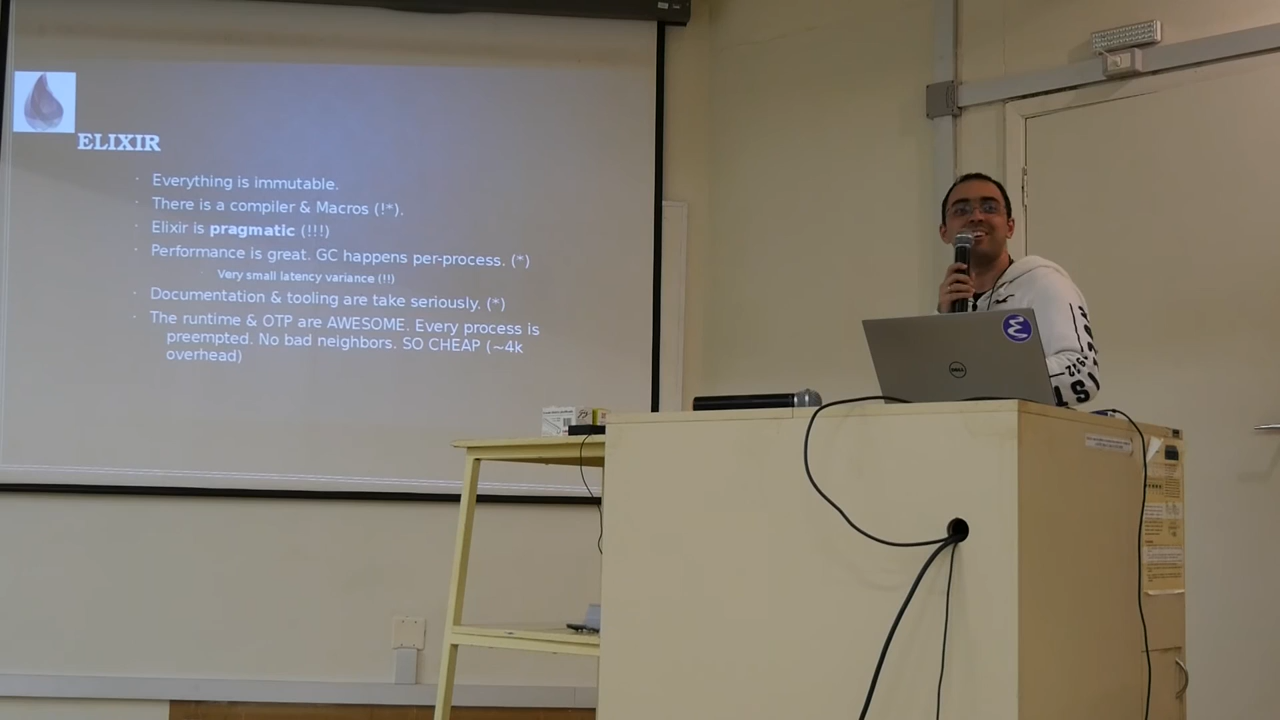 ELIXIR
Everything is immutable.
There is a compiler & Macros (!*).
Elixir is pragmatic (!!!)
Performance is great. GC happens per-process. (*)
Very small latency variance (!!)
Documentation & tooling are take seriously. (*)
The runtime & OTP are AWESOME. Every process is
preempted. No bad neighbors. SO CHEAP (~4k
overhead)
DELL